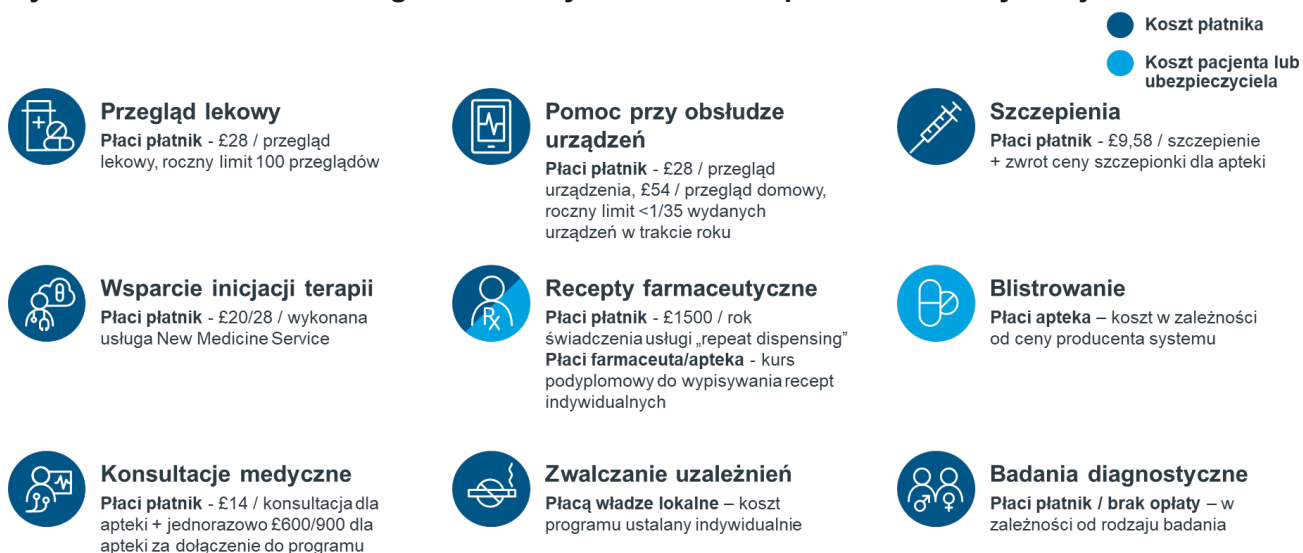 Koszt płatnika
Koszt pacjenta lub
ubezpieczyciela
Przegląd lekowy
Płaci płatnik - £28 / przegląd
lekowy, roczny limit 100 przeglądów
Pomoc przy obsłudze
urządzeń
Płaci płatnik - £28 / przegląd
urządzenia, £54 / przegląd domowy,
roczny limit <1/35 wydanych
urządzeń w trakcie roku
Szczepienia
Płaci płatnik - £9,58 / szczepienie
+ zwrot ceny szczepionki dla apteki
Wsparcie inicjacji terapii
Płaci płatnik - £20/28 / wykonana
usługa New Medicine Service
Recepty farmaceutyczne
Płaci płatnik - £1500 / rok
świadczenia usługi „repeat dispensing”
Płaci farmaceuta/apteka - kurs
podyplomowy do wypisywania recept
indywidualnych
Blistrowanie
Płaci apteka – koszt w zależności
od ceny producenta systemu
Konsultacje medyczne
Płaci płatnik - £14 / konsultacja dla
apteki + jednorazowo £600/900 dla
apteki za dołączenie do programu
Zwalczanie uzależnień
Płacą władze lokalne – koszt
programu ustalany indywidualnie
Badania diagnostyczne
Płaci płatnik / brak opłaty – w
zależności od rodzaju badania